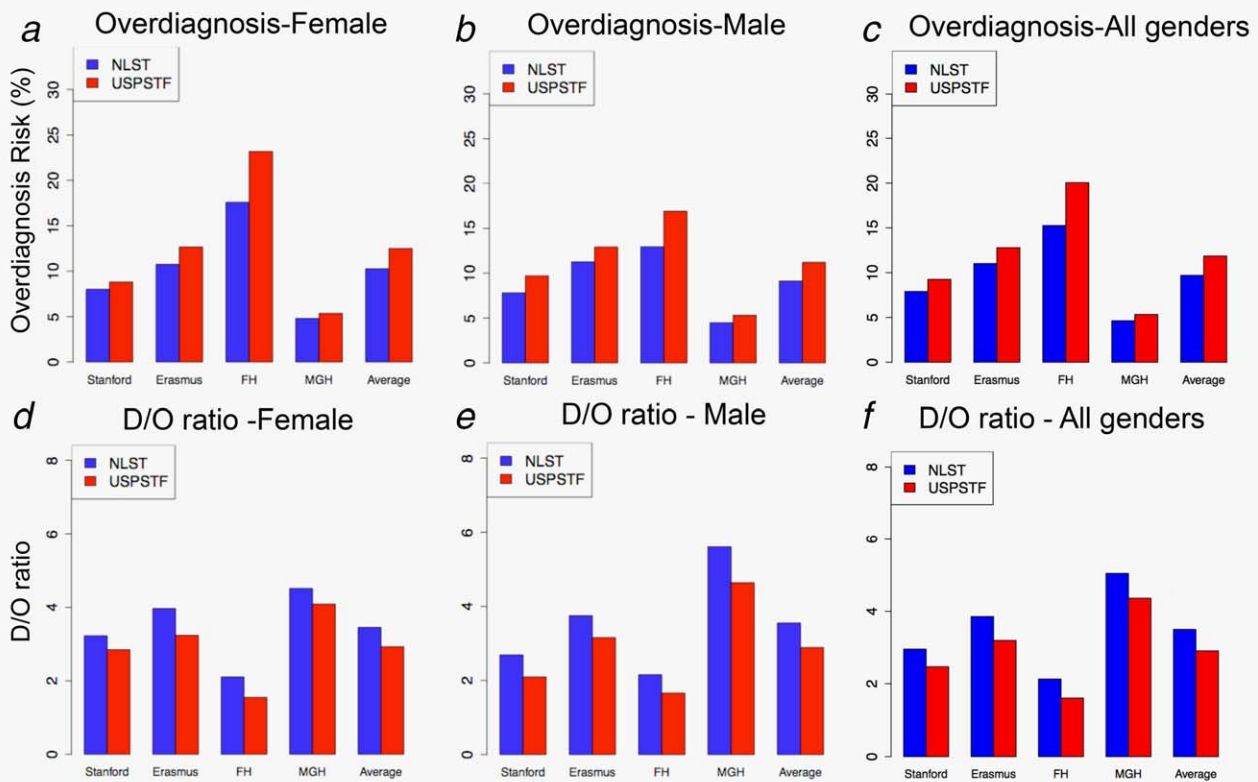 a Overdiagnosis-Female
NLST
USPSTF
Overdiagnosis Risk (%)
30
25
20
15
10
5
0
Stanford Erasmus FH MGH Average
b Overdiagnosis-Male
NLST
USPSTF
30
25
20
15
10
5
0
Stanford Erasmus FH MGH Average
c Overdiagnosis-All genders
NLST
USPSTF
30
25
20
15
10
5
0
Stanford Erasmus FH MGH Average
d D/O ratio -Female
NLST
USPSTF
D/O ratio
8
6
4
2
0
Stanford Erasmus FH MGH Average
e D/O ratio - Male
NLST
USPSTF
8
6
4
2
0
Stanford Erasmus FH MGH Average
f D/O ratio - All genders
NLST
USPSTF
8
6
4
2
0
Stanford Erasmus FH MGH Average